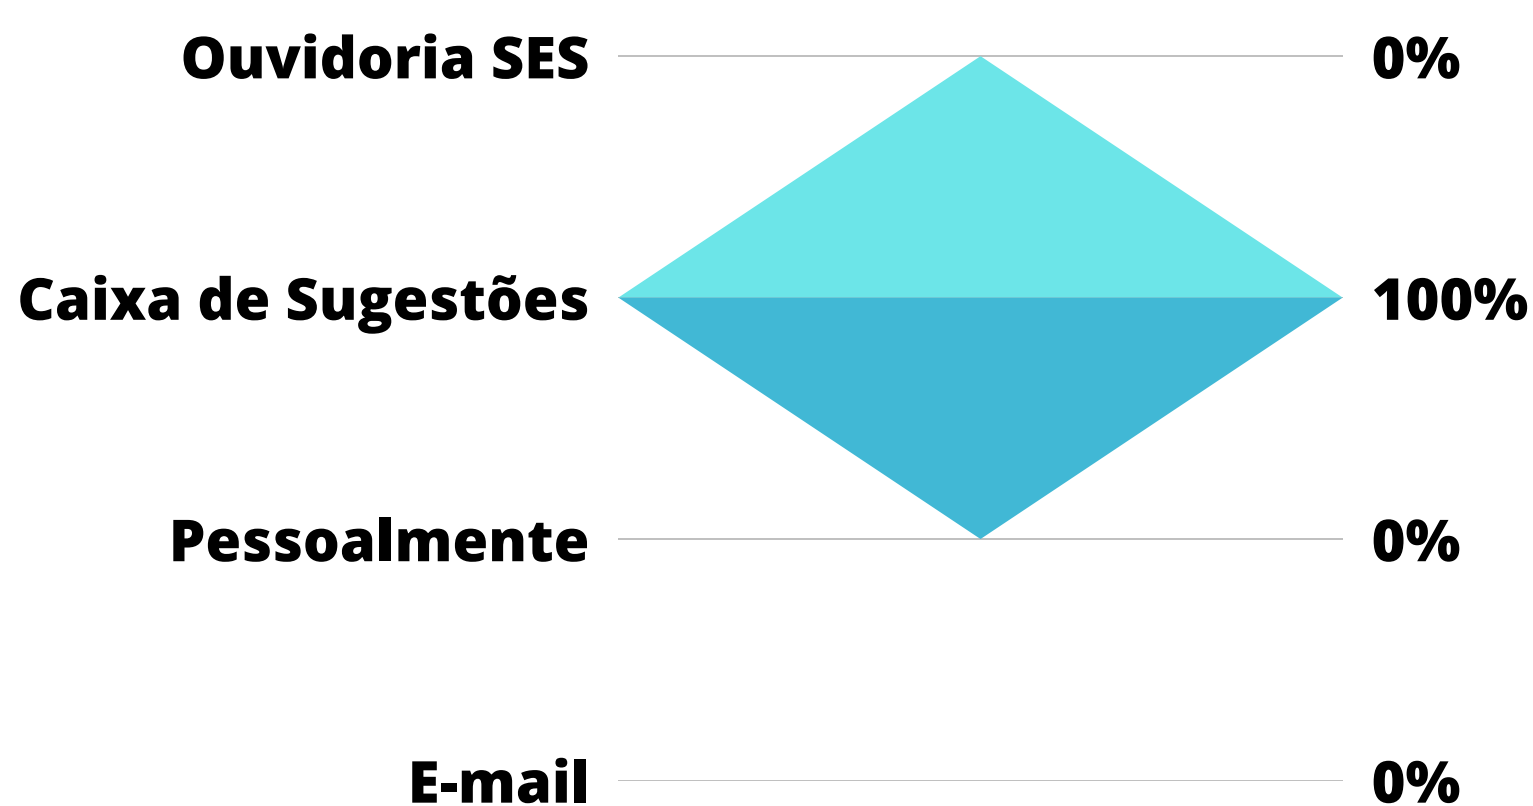 Ouvidoria SES 0%
Caixa de Sugestões 100%
Pessoalmente 0%
E-mail 0%